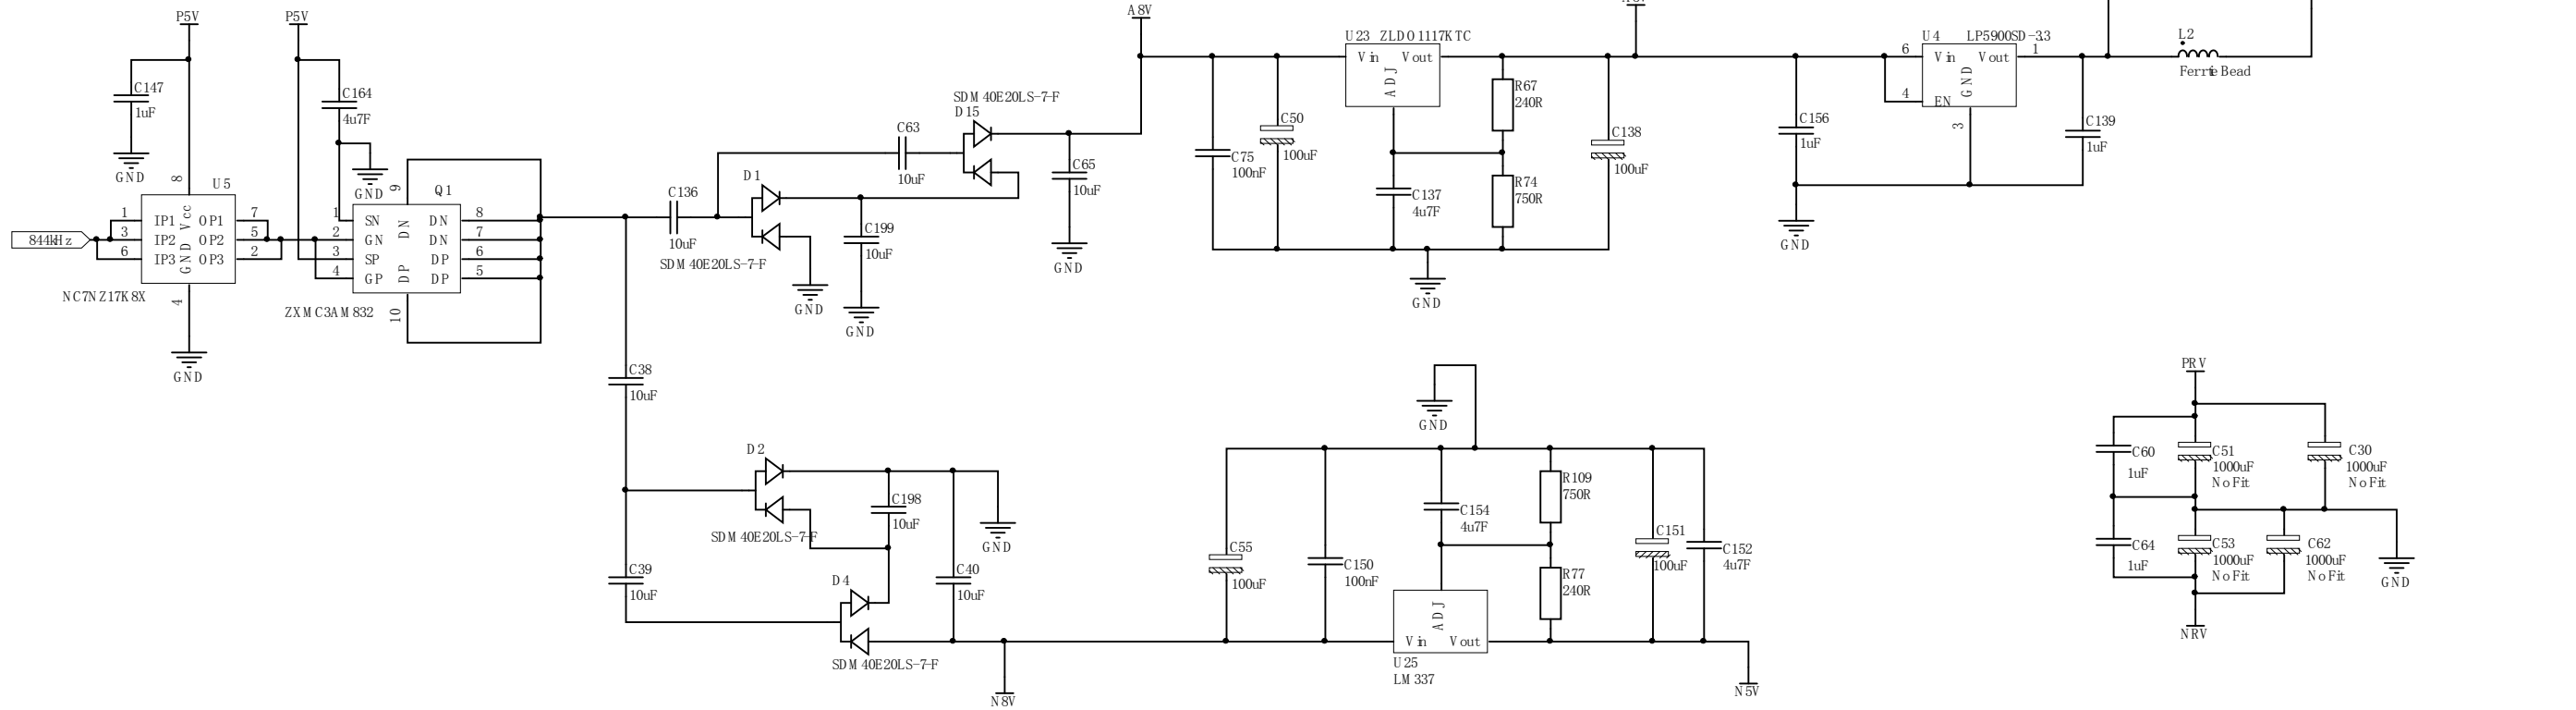 P5V
P5V
A8V
C147
1uF
GND
C164
4u7F
GND
8
U5
1 IP1 OP1 7
3 IP2 OP2 5
6 IP3 OP3 2
Vcc
GND
844kHz
NC7NZ17K8X
4
GND
Q1
9
1 SN DN 8
2 GN DN 7
3 SP DP 6
4 GP DP 5
DN
DP
10
ZXMC3AM832
C136
10uF
D1
SDM40E20LS-7-F
GND
C199
10uF
GND
C63
10uF
SDM40E20LS-7-F
D15
C65
10uF
GND
C75
100nF
C50
100uF
U23 ZLDO1117KTC
Vin Vout
ADJ
R67
240R
R74
750R
C137
4u7F
C138
100uF
GND
C156
1uF
GND
U4 LP5900SD-3.3
6 Vin Vout 1
4 EN
GND
3
C139
1uF
L2
Ferrie Bead
C38
10uF
C39
10uF
D2
SDM40E20LS-7-F
C198
10uF
GND
D4
SDM40E20LS-7-F
C40
10uF
N8V
GND
C55
100uF
C150
100nF
C154
4u7F
R109
750R
R77
240R
C151
100uF
C152
4u7F
ADJ
Vin Vout
U25
LM337
N5V
PRV
C60
1uF
C51
1000uF
No Fit
C30
1000uF
No Fit
C64
1uF
C53
1000uF
No Fit
C62
1000uF
No Fit
GND
NRV